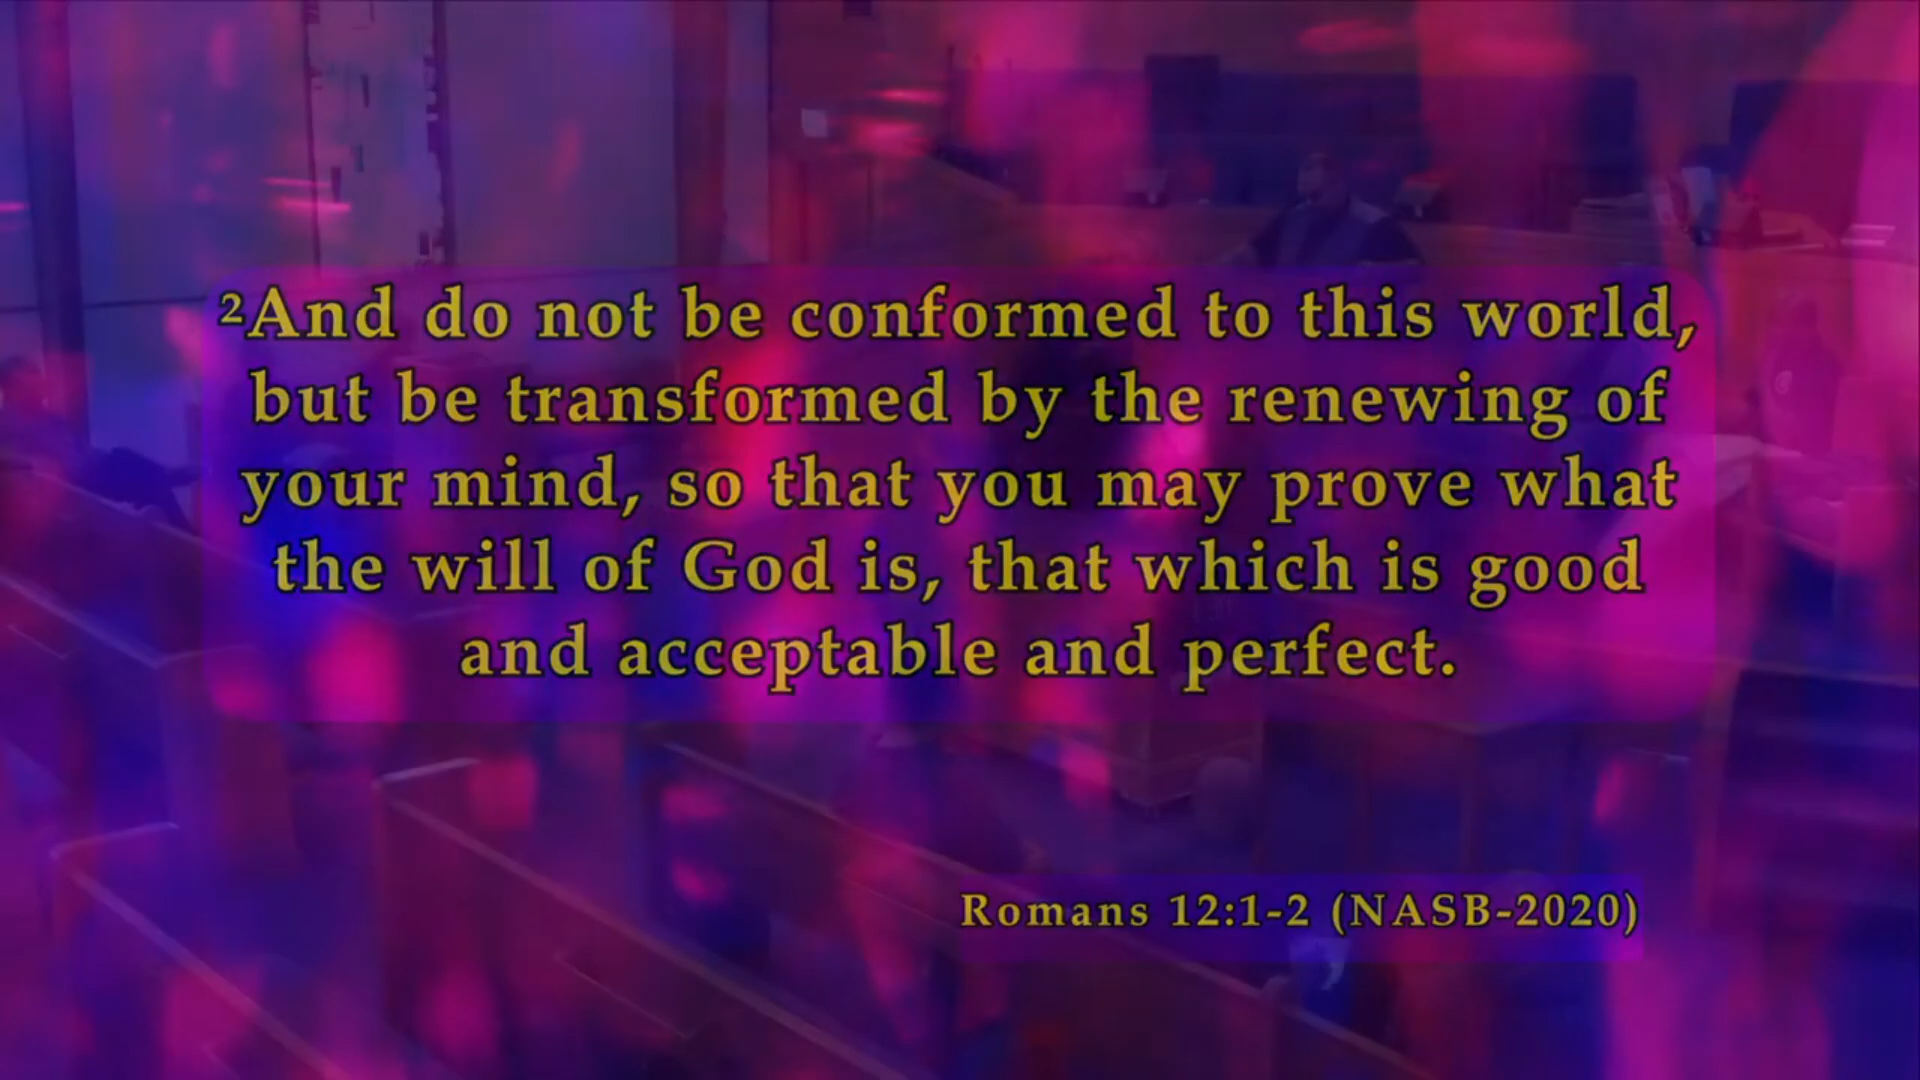 ²And do not be conformed to this world,
but be transformed by the renewing of
your mind, so that you may prove what
the will of God is, that which is good
and acceptable and perfect.
Romans 12:1-2 (NASB-2020)